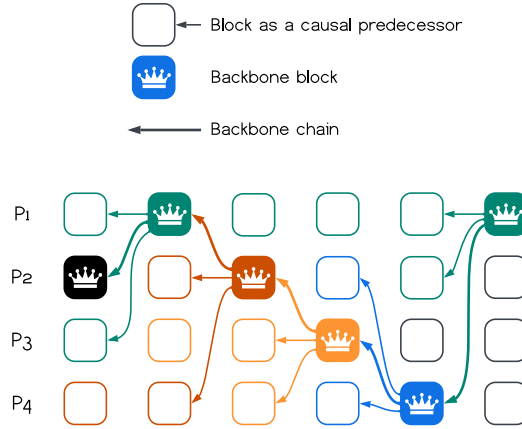 Block as a causal predecessor
Backbone block
Backbone chain
P1
P2
P3
P4